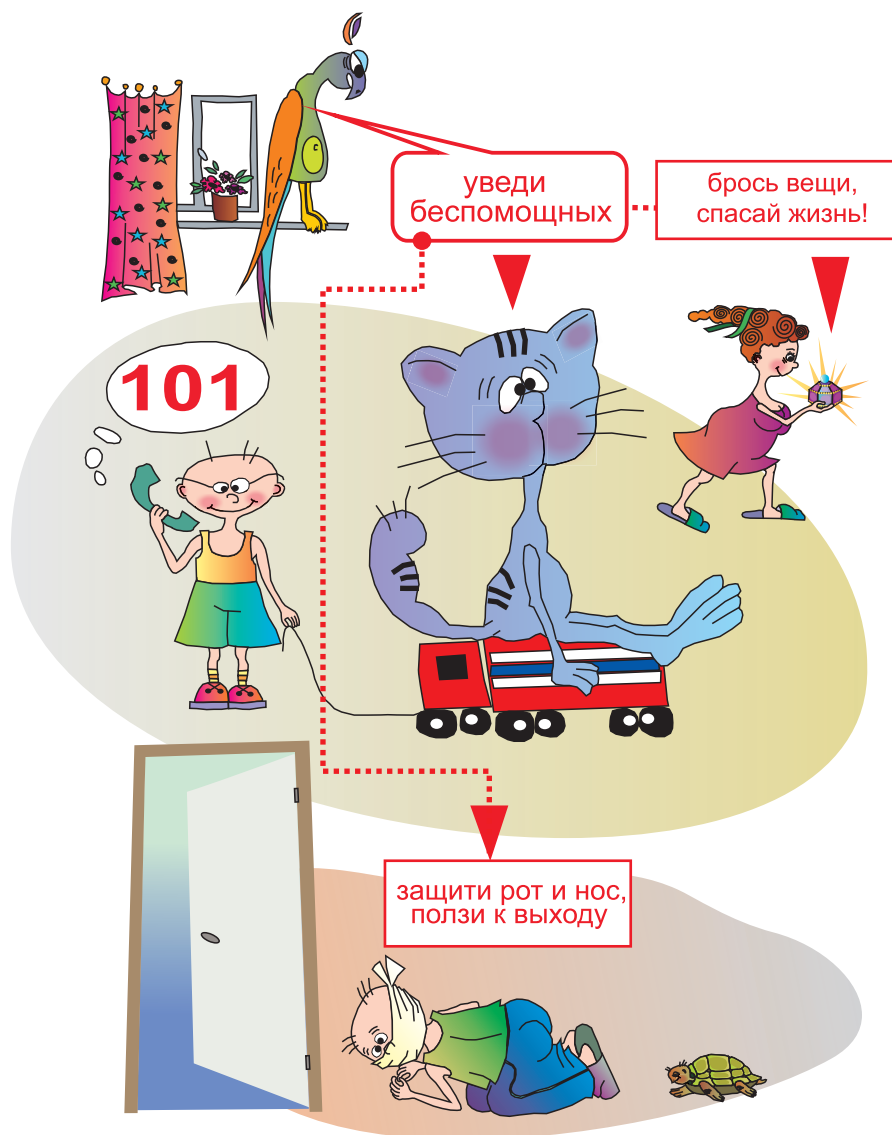 уведи
беспомощных
брось вещи,
спасай жизнь!
101
защити рот и нос,
ползи к выходу